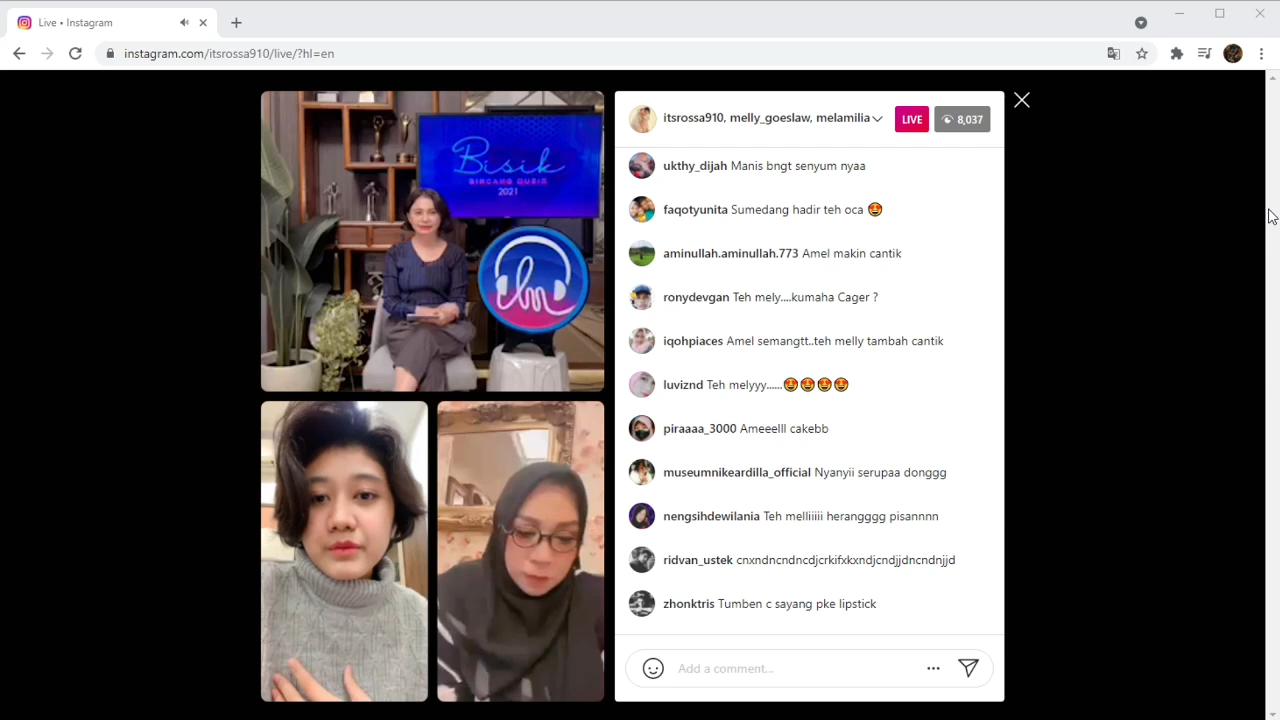 Live • Instagram
instagram.com/itsrossa910/live/?hl=en
Bisik
BINCANG MUSIK
2021
lm
itsrossa910, melly_goeslaw, melamilia
LIVE
8,037
ukthy_dijah Manis bngt senyum nyaa
faqotyunita Sumedang hadir teh oca 🤩
aminullah.aminullah.773 Amel makin cantik
ronydevgan Teh mely....kumaha Cager ?
iqohpiaces Amel semangtt..teh melly tambah cantik
luviznd Teh melyyy......🤩🤩🤩🤩
piraaaa_3000 Ameeelll cakebb
museumnikeardilla_official Nyanyii serupaa donggg
nengsihdewilania Teh melliiiii herangggg pisannnn
ridvan_ustek cnxndncndncdjcrkifxkxndjcndjjdncndnjjd
zhonktris Tumben c sayang pke lipstick
Add a comment...